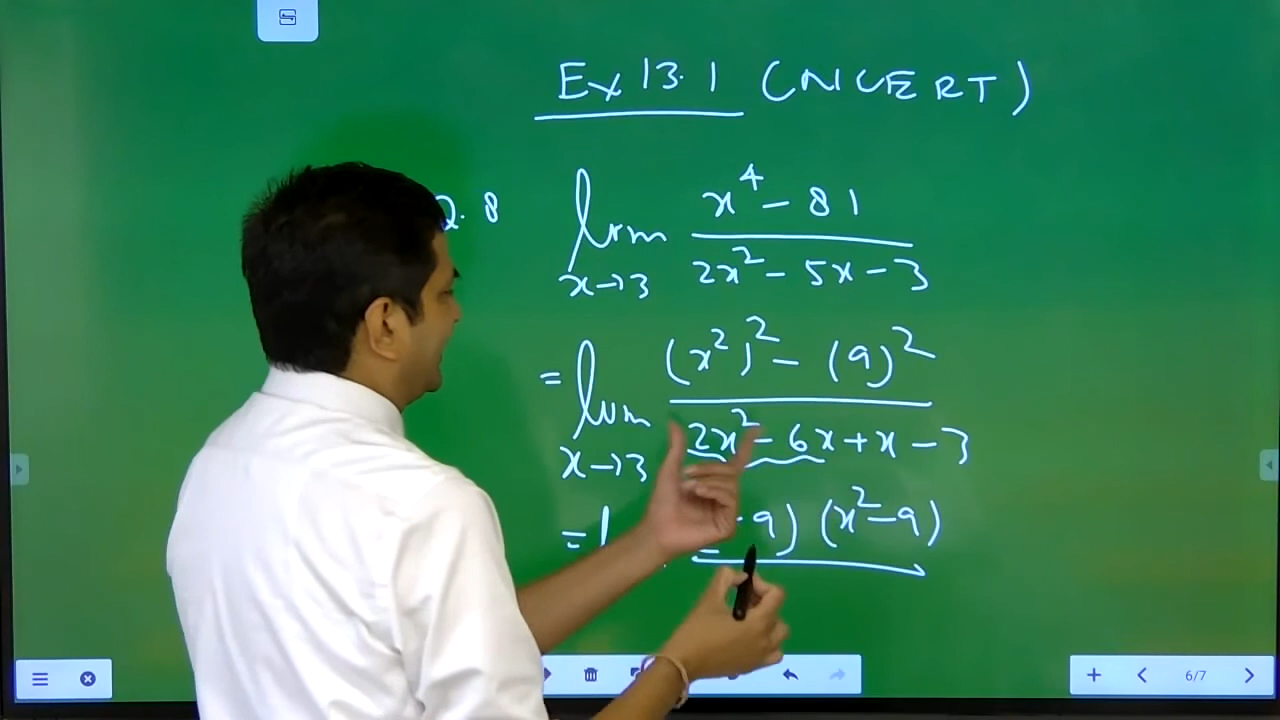 Ex 13.1 (NCERT)
Q. 8 lim x→3 x⁴ - 81 / 2x² - 5x - 3
= lim x→3 (x²)² - (9)² / 2x² - 6x + x - 3
= 9) (x² - 9)
6/7